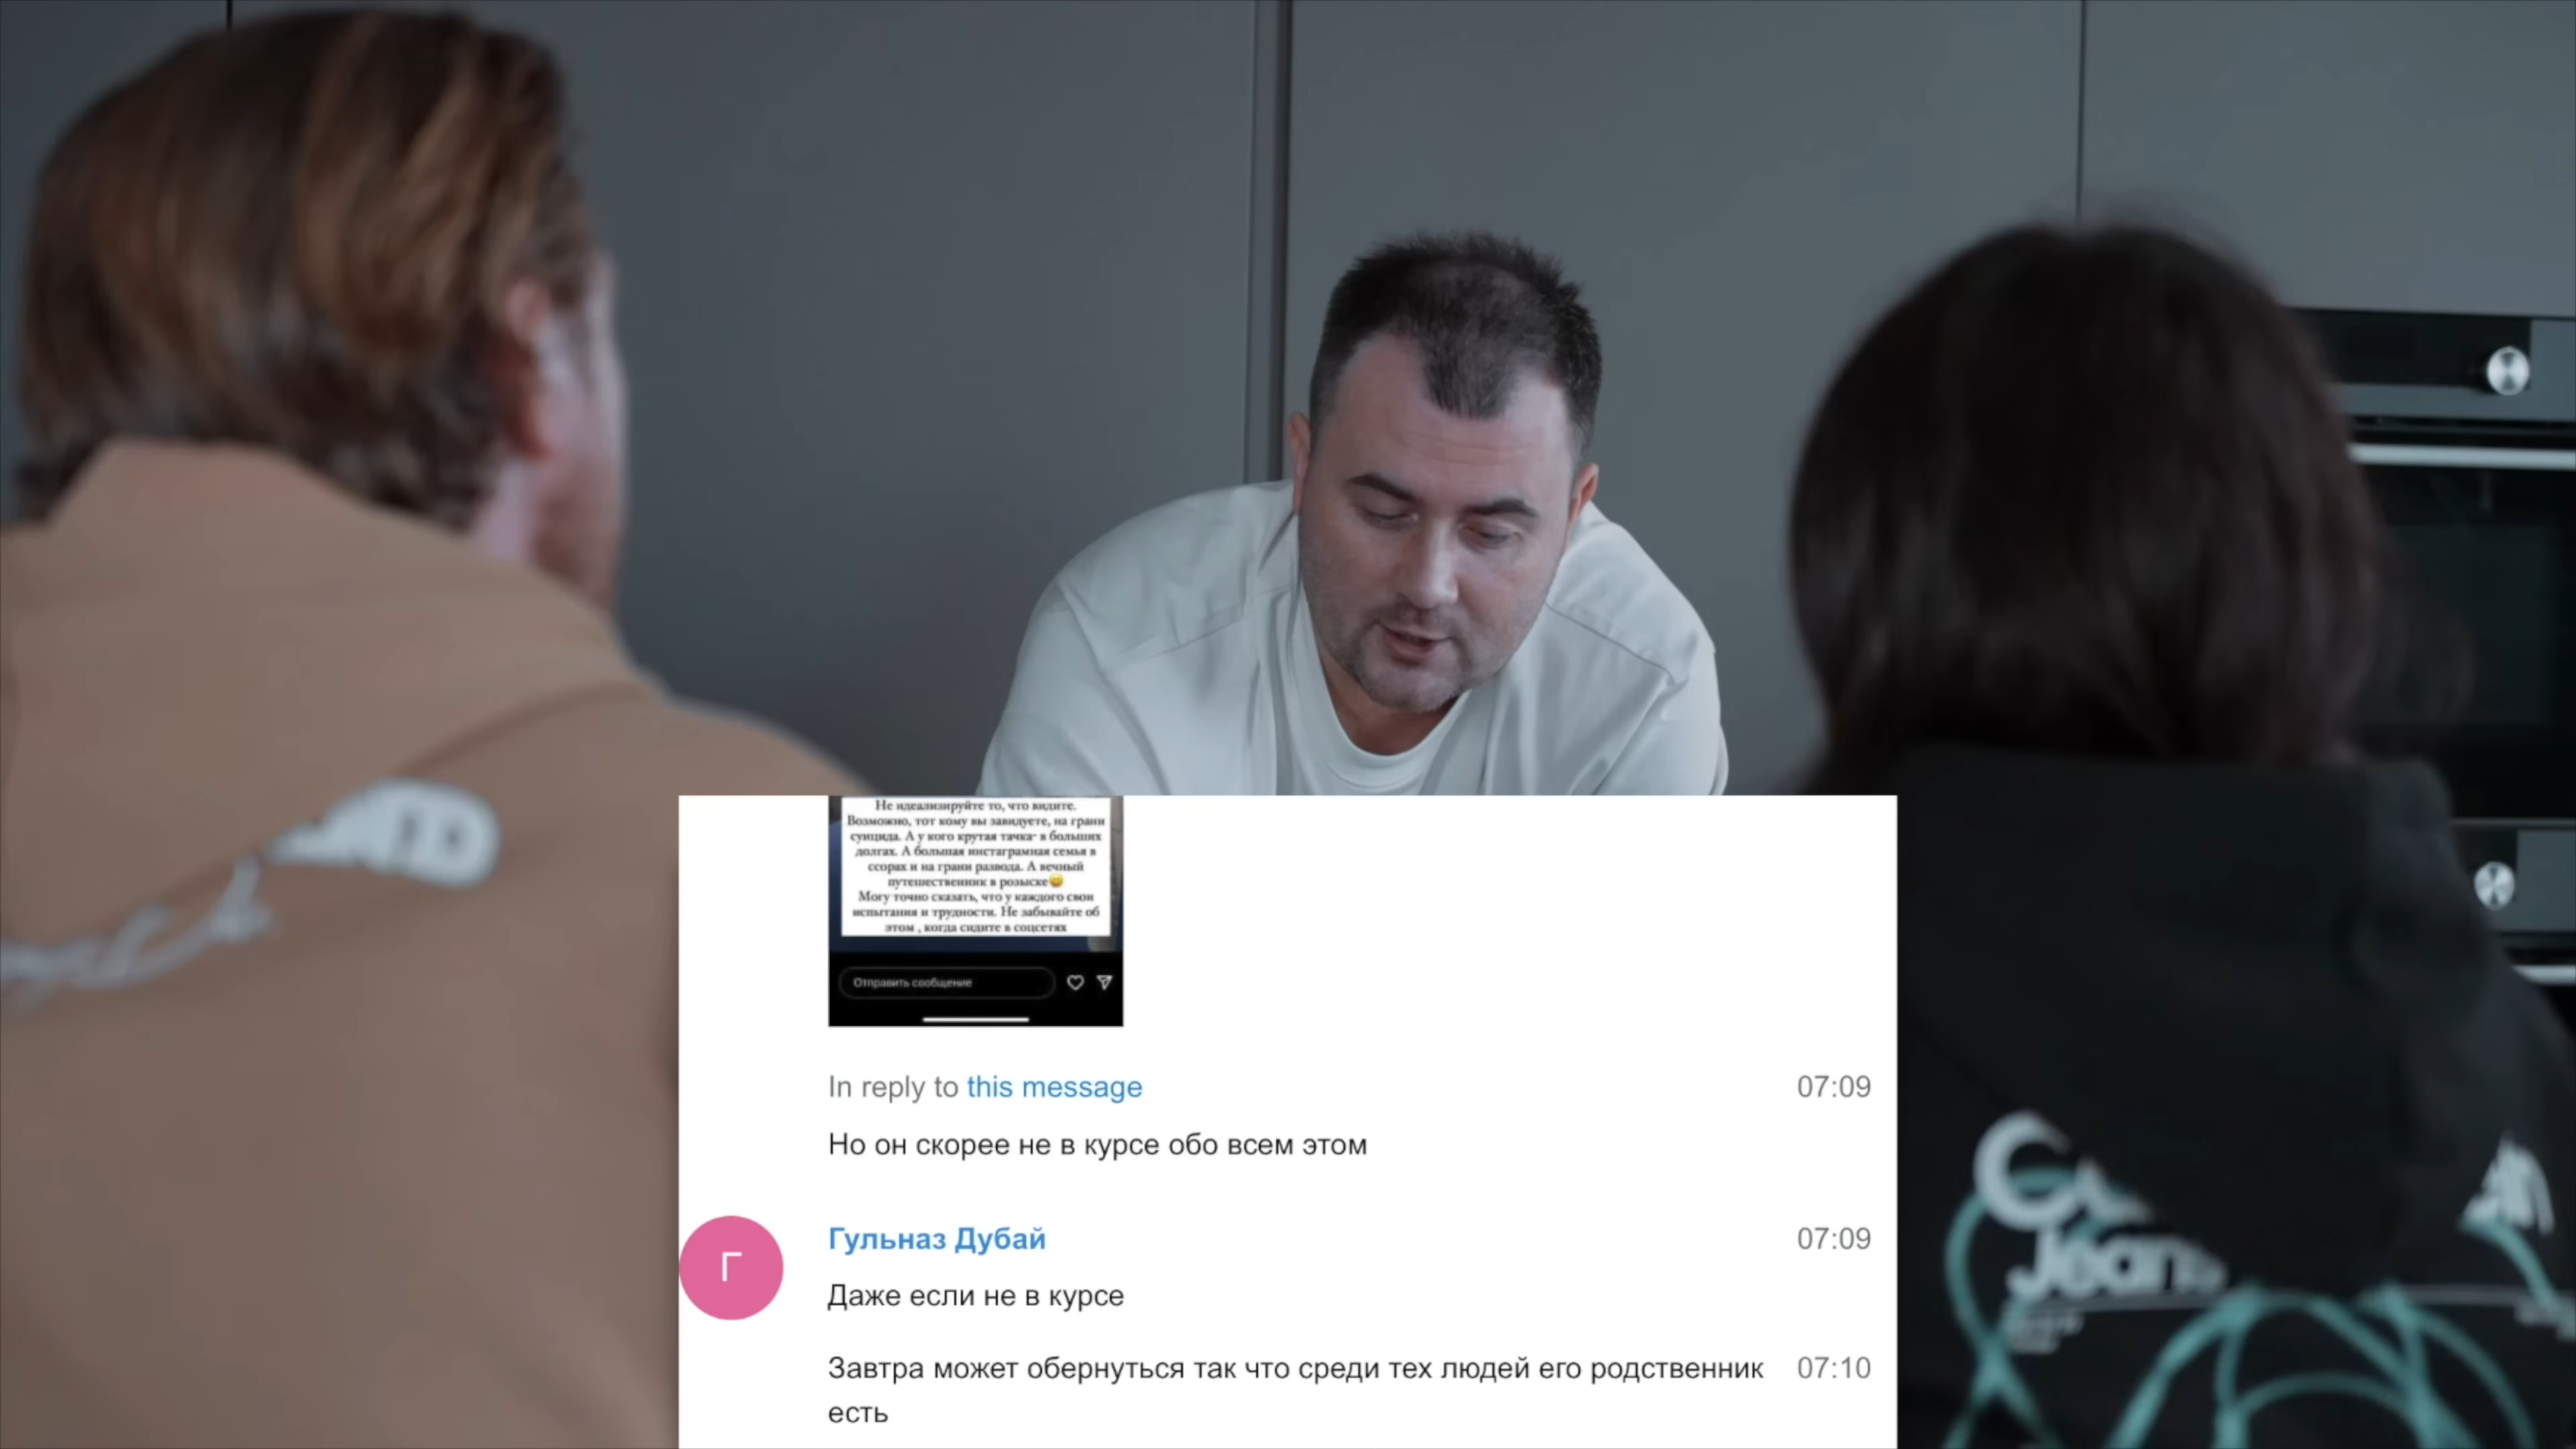 Не идеализируйте то, что видите.
Возможно, тот кому вы завидуете, на грани
суицида. А у кого крутая тачка- в больших
долгах. А большая инстаграмная семья в
ссорах и на грани развода. А вечный
путешественник в розыске😄
Могу точно сказать, что у каждого свои
испытания и трудности. Не забывайте об
этом , когда сидите в соцсетях
Отправить сообщение
In reply to this message 07:09
Но он скорее не в курсе обо всем этом
Гульназ Дубай 07:09
Г
Даже если не в курсе
Завтра может обернуться так что среди тех людей его родственник 07:10
есть
Jeans